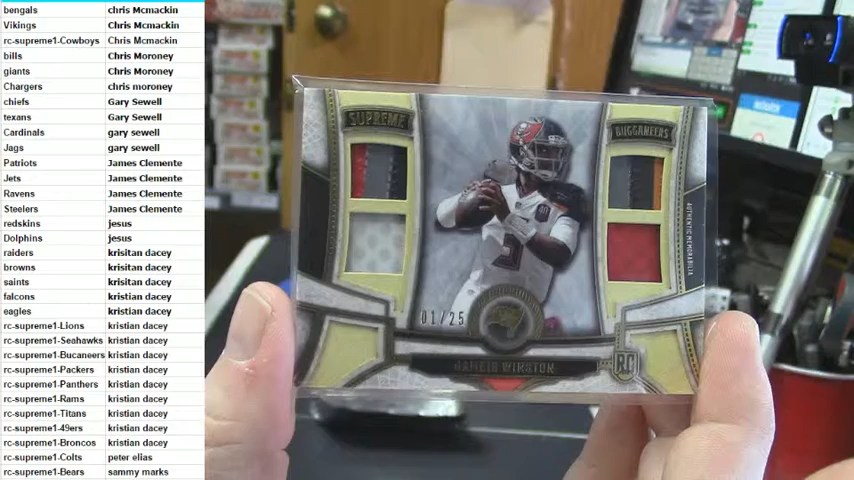 bengals chris Mcmackin
Vikings Chris Mcmackin
rc-supreme1-Cowboys Chris Mcmackin
bills Chris Moroney
giants Chris Moroney
Chargers chris moroney
chiefs Gary Sewell
texans Gary Sewell
Cardinals gary sewell
Jags gary sewell
Patriots James Clemente
Jets James Clemente
Ravens James Clemente
Steelers James Clemente
redskins jesus
Dolphins jesus
raiders krisitan dacey
browns krisitan dacey
saints krisitan dacey
falcons kristian dacey
eagles kristian dacey
rc-supreme1-Lions kristian dacey
rc-supreme1-Seahawks kristian dacey
rc-supreme1-Bucaneers kristian dacey
rc-supreme1-Packers kristian dacey
rc-supreme1-Panthers kristian dacey
rc-supreme1-Rams kristian dacey
rc-supreme1-Titans kristian dacey
rc-supreme1-49ers kristian dacey
rc-supreme1-Broncos kristian dacey
rc-supreme1-Colts peter elias
rc-supreme1-Bears sammy marks
SUPREME
BUCCANEERS
AUTHENTIC MEMORABILIA
5
01/25
JAMEIS WINSTON
RC